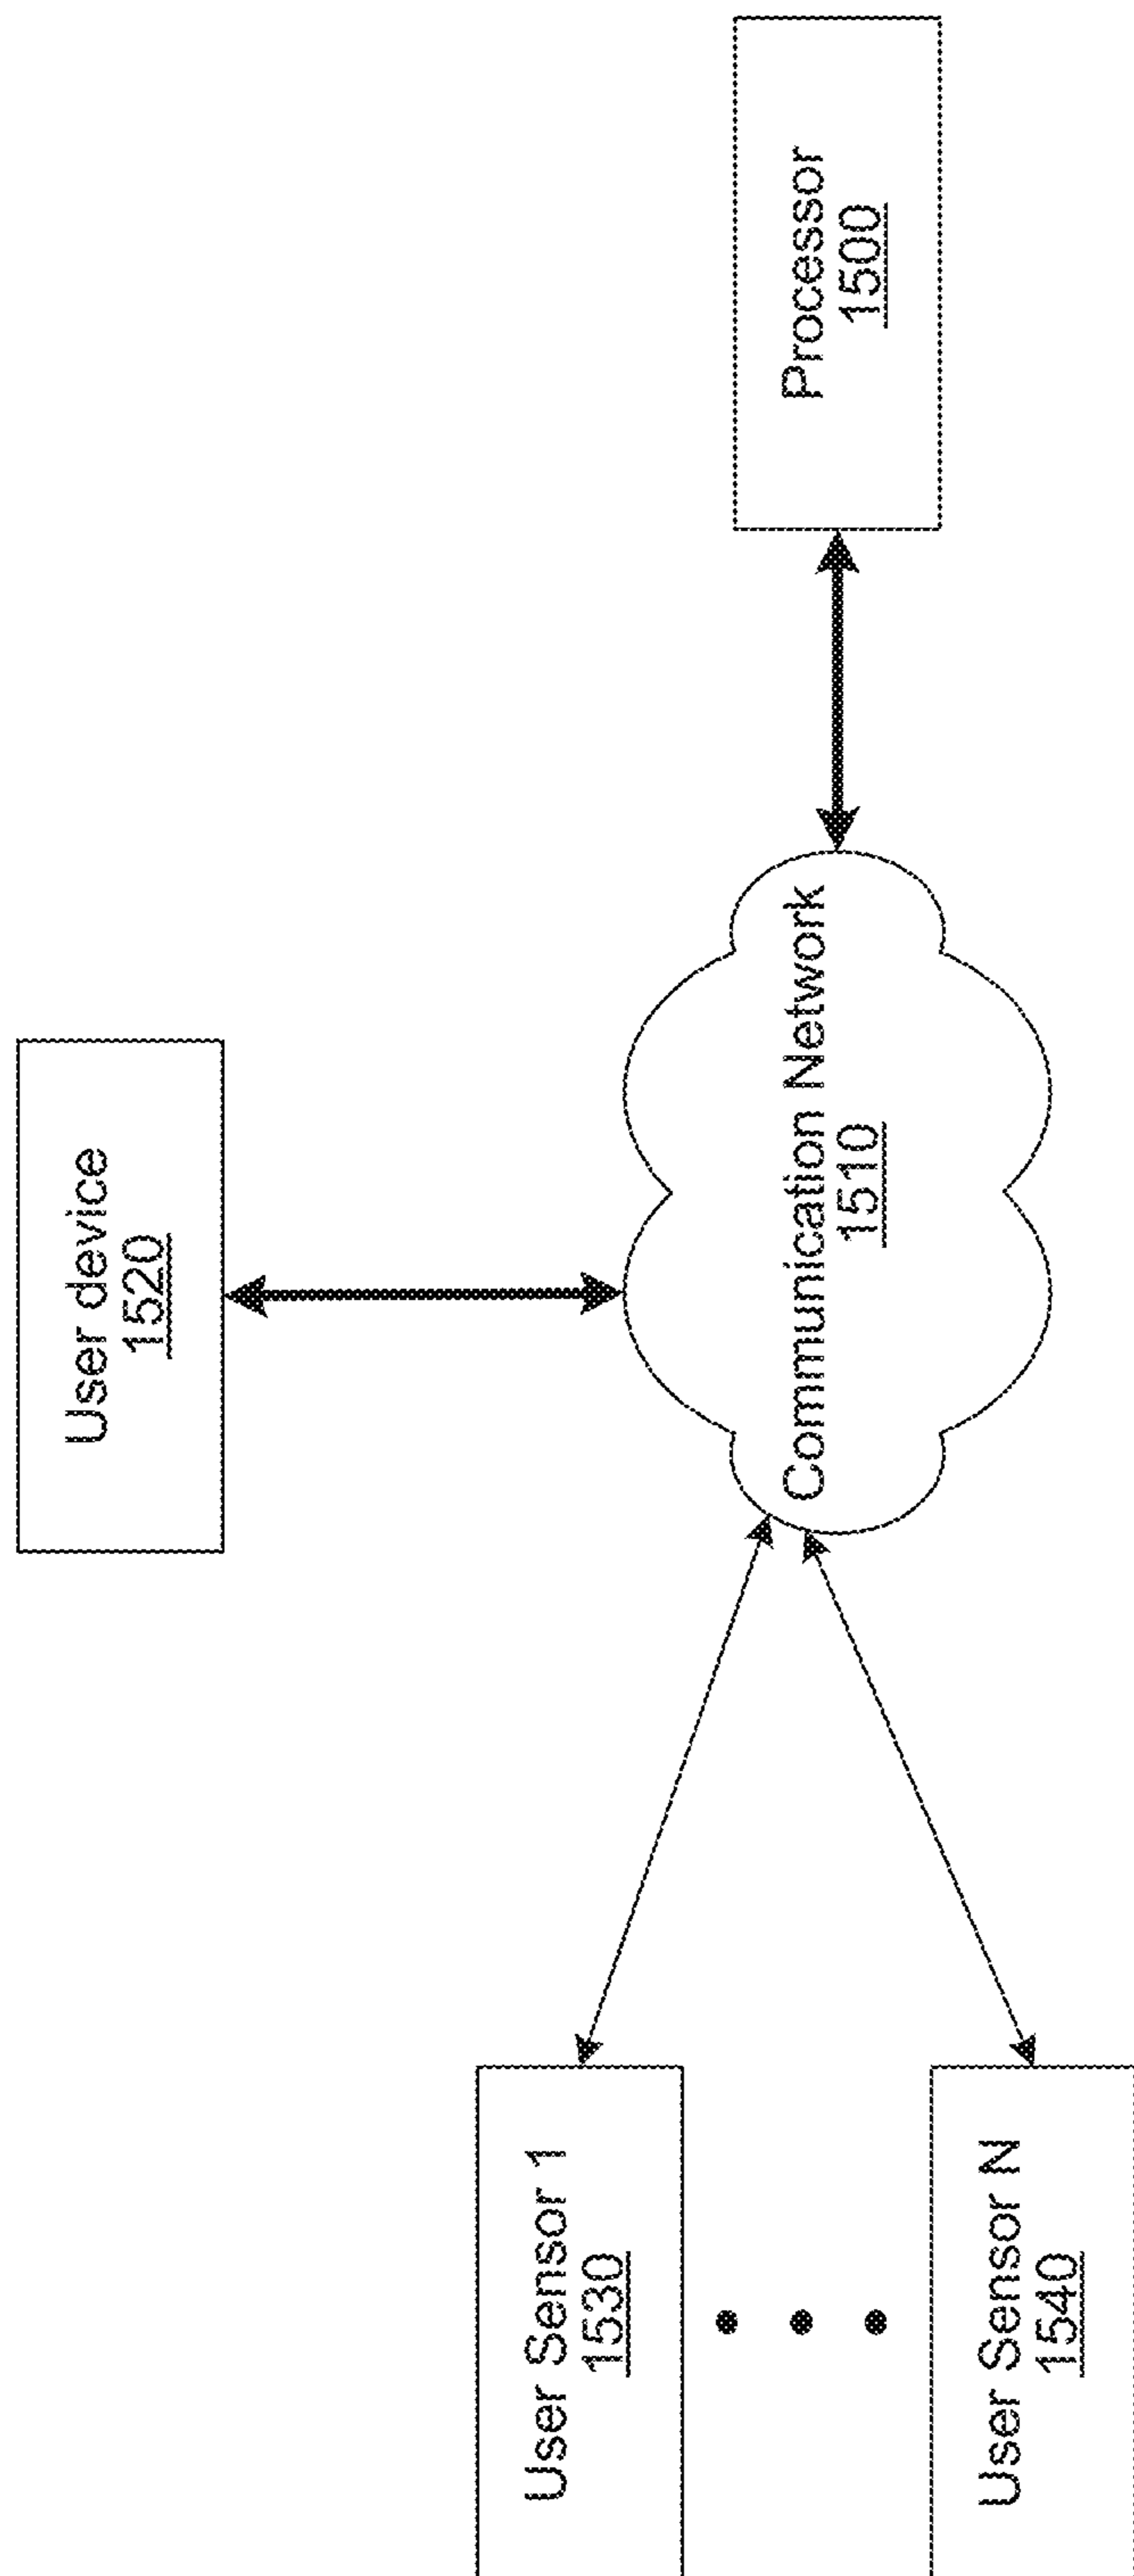 User device
1520
User Sensor 1
1530
Communication Network
1510
Processor
1500
User Sensor N
1540